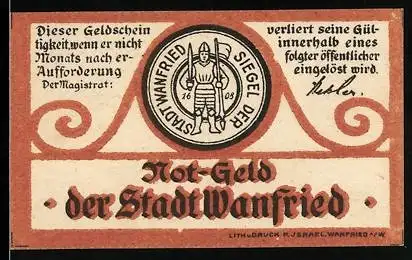 Dieser Geldschein verliert seine Gül-
tigkeit, wenn er nicht innerhalb eines
Monats nach er- folgter öffentlicher
Aufforderung eingelöst wird.
Der Magistrat:
SIEGEL DER STADT WANFRIED
16 08
Not-Geld
· der Stadt Wanfried ·
LITH. u. DRUCK R. JSRAEL, WANFRIED a/W.